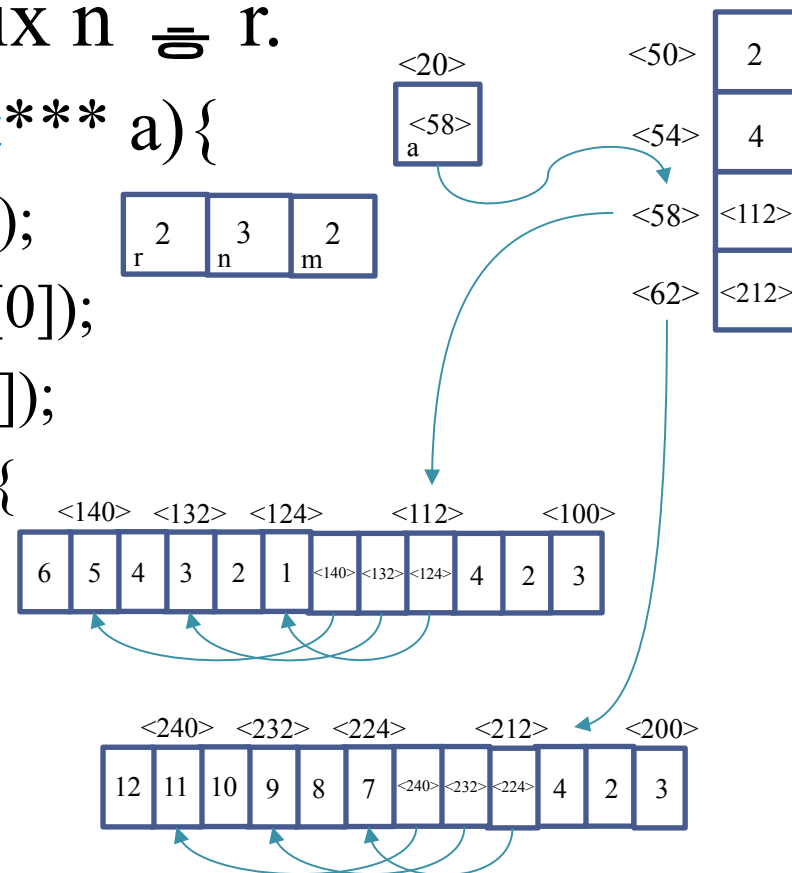 ix n 흥 r.
*** a){
);
[0]);
]);
{
<20>
<58>
a
2 3 2
r n m
<50> 2
<54> 4
<58> <112>
<62> <212>
<140> <132> <124> <112> <100>
6 5 4 3 2 1 <140> <132> <124> 4 2 3
<240> <232> <224> <212> <200>
12 11 10 9 8 7 <240> <232> <224> 4 2 3